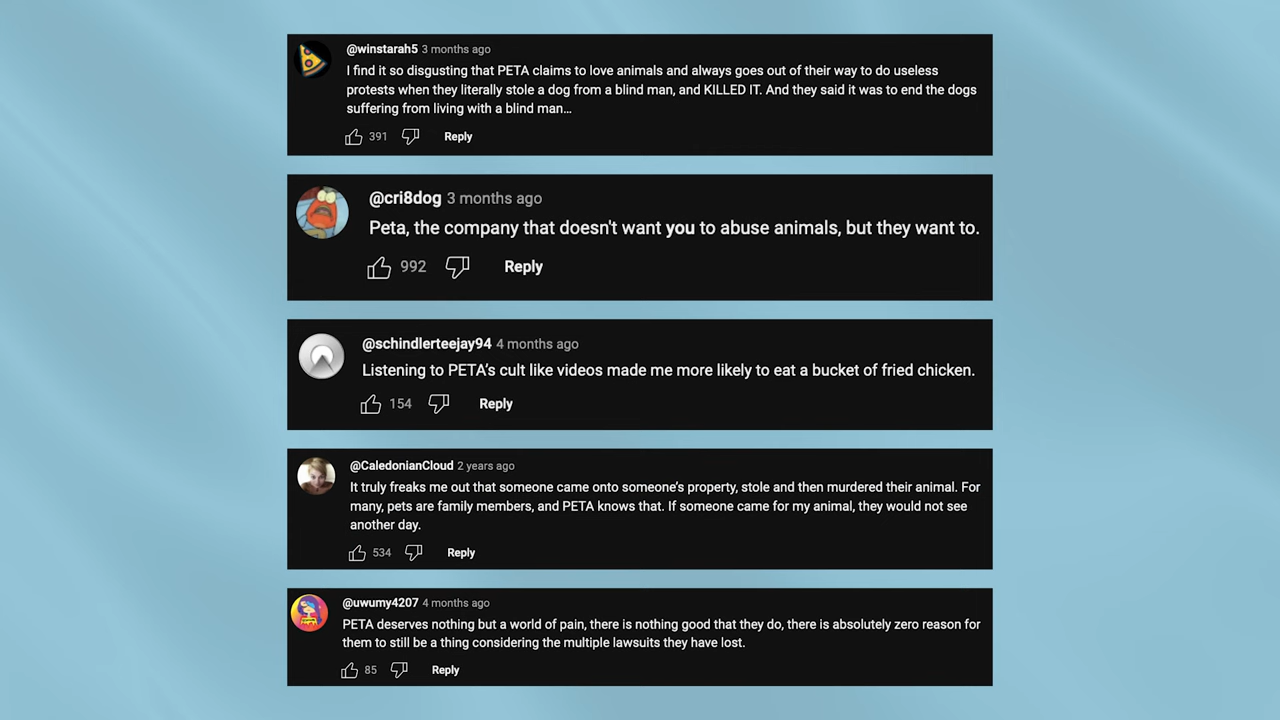 @winstarah5 3 months ago
I find it so disgusting that PETA claims to love animals and always goes out of their way to do useless
protests when they literally stole a dog from a blind man, and KILLED IT. And they said it was to end the dogs
suffering from living with a blind man...
391 Reply
@cri8dog 3 months ago
Peta, the company that doesn't want you to abuse animals, but they want to.
992 Reply
@schindlerteejay94 4 months ago
Listening to PETA's cult like videos made me more likely to eat a bucket of fried chicken.
154 Reply
@CaledonianCloud 2 years ago
It truly freaks me out that someone came onto someone's property, stole and then murdered their animal. For
many, pets are family members, and PETA knows that. If someone came for my animal, they would not see
another day.
534 Reply
@uwumy4207 4 months ago
PETA deserves nothing but a world of pain, there is nothing good that they do, there is absolutely zero reason for
them to still be a thing considering the multiple lawsuits they have lost.
85 Reply